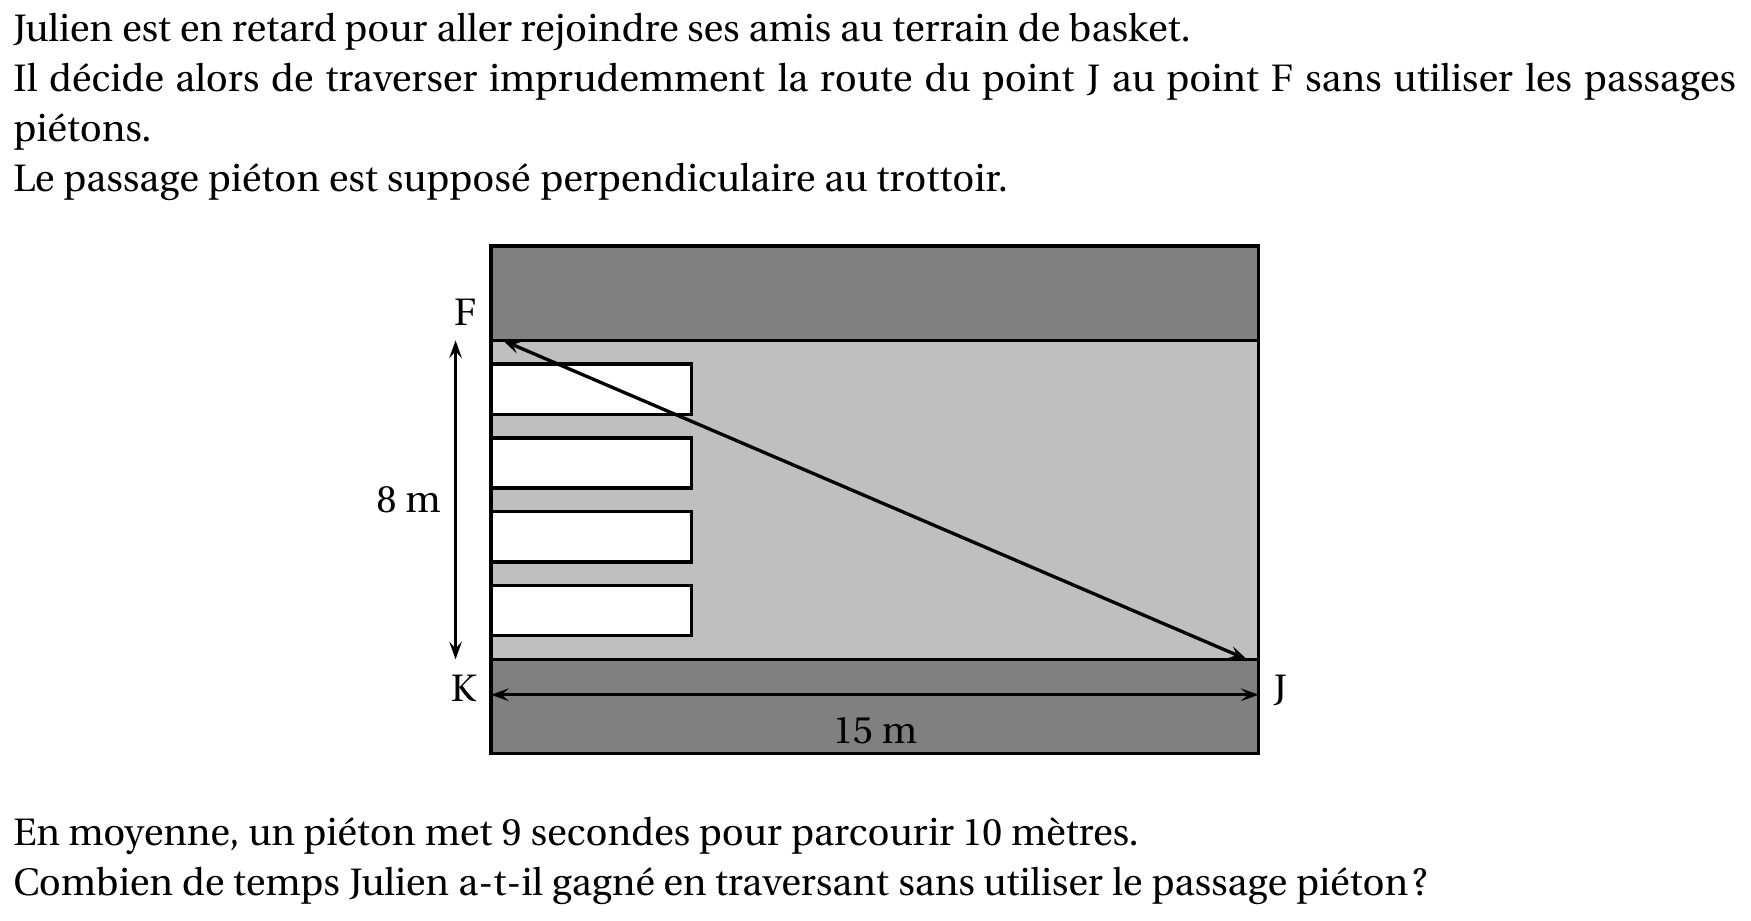 Julien est en retard pour aller rejoindre ses amis au terrain de basket.
Il décide alors de traverser imprudemment la route du point J au point F sans utiliser les passages
piétons.
Le passage piéton est supposé perpendiculaire au trottoir.
F
8 m
K
J
15 m
En moyenne, un piéton met 9 secondes pour parcourir 10 mètres.
Combien de temps Julien a-t-il gagné en traversant sans utiliser le passage piéton ?